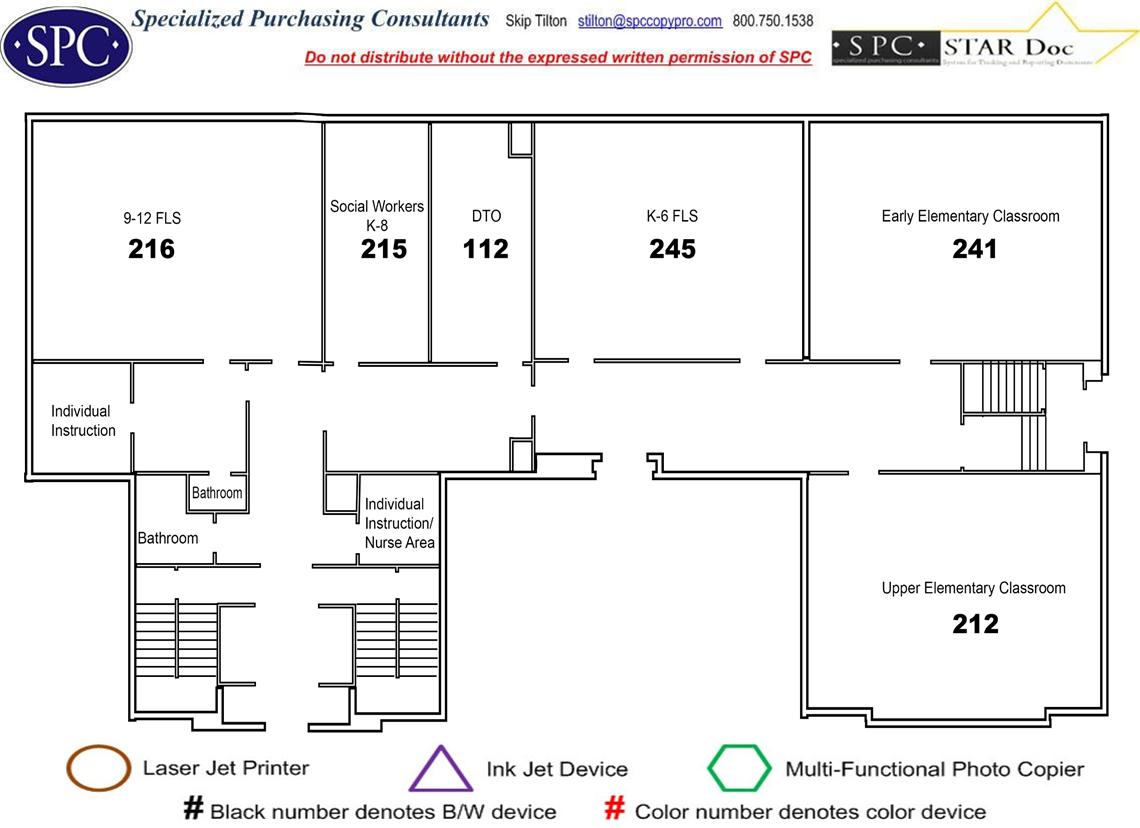 SPC
Specialized Purchasing Consultants Skip Tilton stilton@spccopypro.com 800.750.1538
Do not distribute without the expressed written permission of SPC
SPC STAR Doc
specialized purchasing consultants System for Tracking and Reporting Documents
9-12 FLS
216
Social Workers
K-8
215
DTO
112
K-6 FLS
245
Early Elementary Classroom
241
Individual
Instruction
Bathroom
Bathroom
Individual
Instruction/
Nurse Area
Upper Elementary Classroom
212
Laser Jet Printer
Ink Jet Device
Multi-Functional Photo Copier
# Black number denotes B/W device
# Color number denotes color device